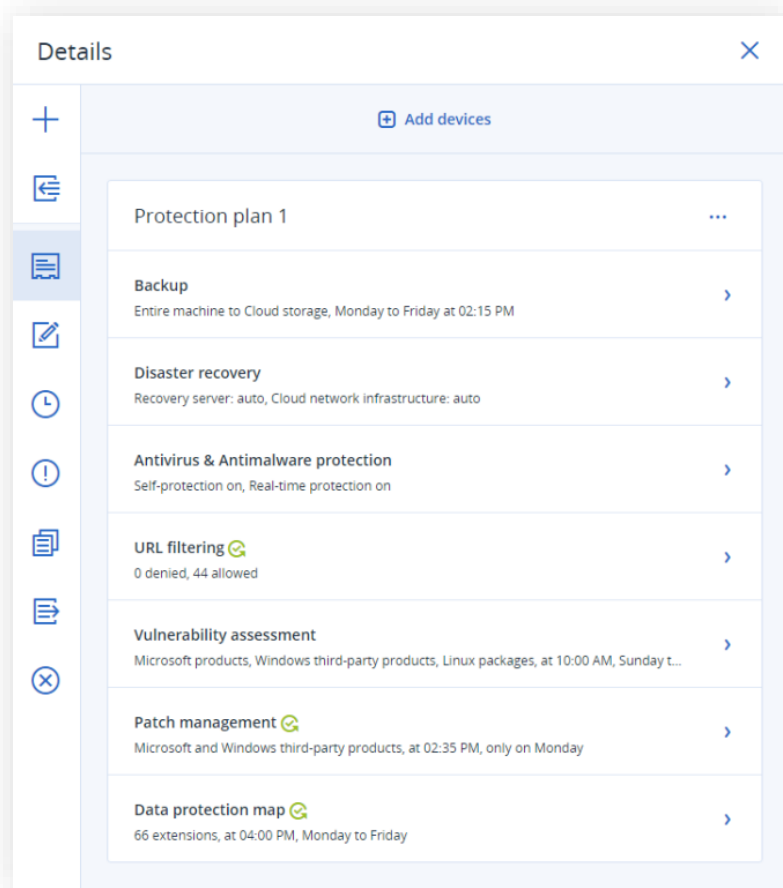 Details
Add devices
Protection plan 1
Backup
Entire machine to Cloud storage, Monday to Friday at 02:15 PM
Disaster recovery
Recovery server: auto, Cloud network infrastructure: auto
Antivirus & Antimalware protection
Self-protection on, Real-time protection on
URL filtering
0 denied, 44 allowed
Vulnerability assessment
Microsoft products, Windows third-party products, Linux packages, at 10:00 AM, Sunday t...
Patch management
Microsoft and Windows third-party products, at 02:35 PM, only on Monday
Data protection map
66 extensions, at 04:00 PM, Monday to Friday